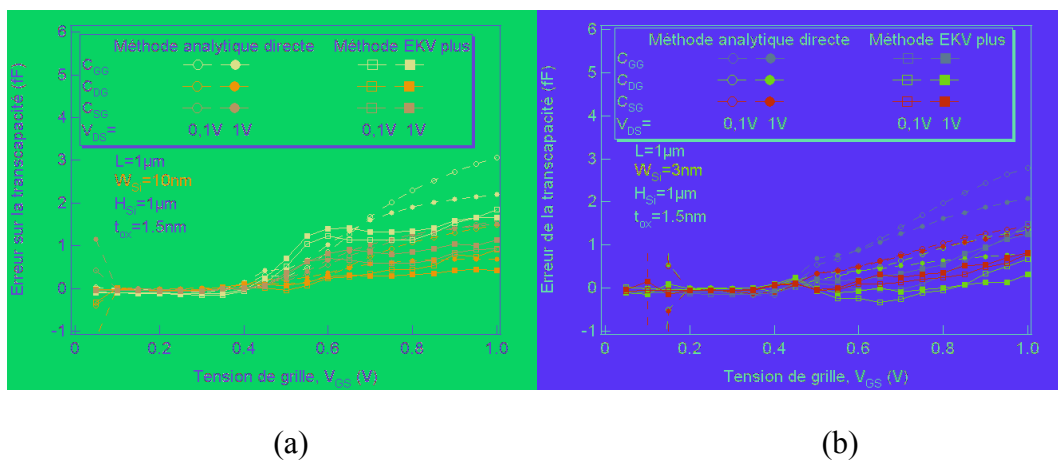 6
5
4
3
2
1
0
-1
Erreur sur la transcapacité (fF)
Méthode analytique directe Méthode EKV plus
C_GG
C_DG
C_SG
V_DS= 0,1V 1V 0,1V 1V
L=1µm
W_Si=10nm
H_Si=1µm
t_ox=1.5nm
0 0.2 0.4 0.6 0.8 1.0
Tension de grille, V_GS (V)
(a)
6
5
4
3
2
1
0
-1
Erreur de la transcapacité (fF)
Méthode analytique directe Méthode EKV plus
C_GG
C_DG
C_SG
V_DS= 0,1V 1V 0,1V 1V
L=1µm
W_Si=3nm
H_Si=1µm
t_ox=1.5nm
0 0.2 0.4 0.6 0.8 1.0
Tension de grille, V_GS (V)
(b)